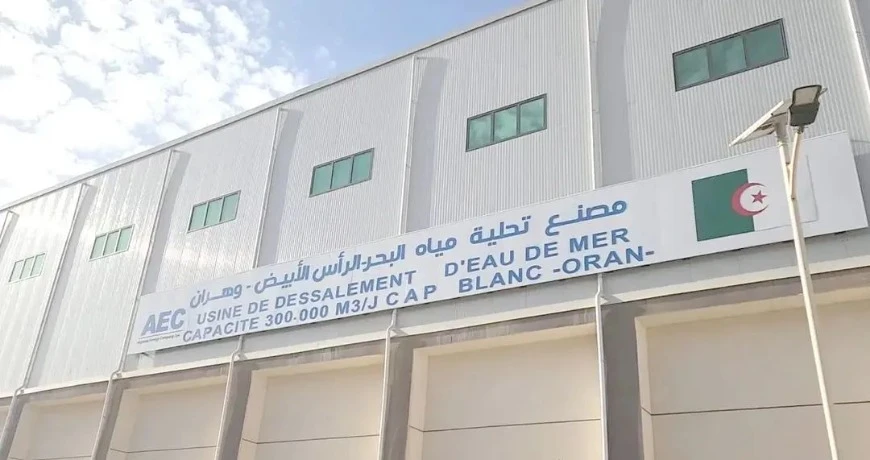 مصنع تحلية مياه البحر-الرأس الأبيض - وهران
USINE DE DESSALEMENT D'EAU DE MER
CAPACITE 300.000 M3/J CAP BLANC -ORAN-
AEC